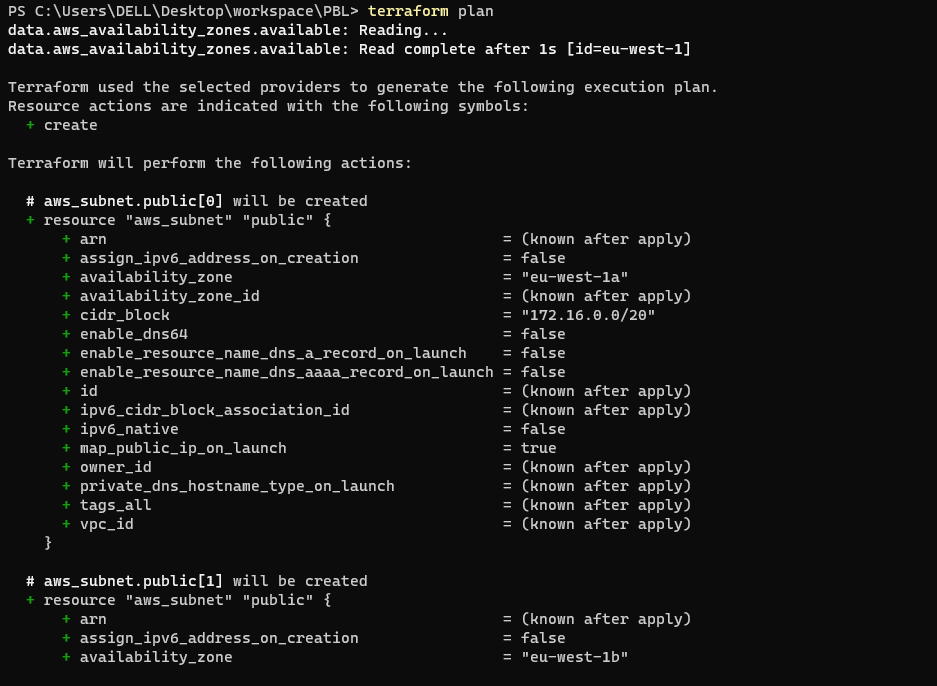 PS C:\Users\DELL\Desktop\workspace\PBL> terraform plan
data.aws_availability_zones.available: Reading...
data.aws_availability_zones.available: Read complete after 1s [id=eu-west-1]

Terraform used the selected providers to generate the following execution plan.
Resource actions are indicated with the following symbols:
  + create

Terraform will perform the following actions:

  # aws_subnet.public[0] will be created
  + resource "aws_subnet" "public" {
      + arn                                            = (known after apply)
      + assign_ipv6_address_on_creation                = false
      + availability_zone                              = "eu-west-1a"
      + availability_zone_id                           = (known after apply)
      + cidr_block                                     = "172.16.0.0/20"
      + enable_dns64                                   = false
      + enable_resource_name_dns_a_record_on_launch    = false
      + enable_resource_name_dns_aaaa_record_on_launch = false
      + id                                             = (known after apply)
      + ipv6_cidr_block_association_id                 = (known after apply)
      + ipv6_native                                    = false
      + map_public_ip_on_launch                        = true
      + owner_id                                       = (known after apply)
      + private_dns_hostname_type_on_launch            = (known after apply)
      + tags_all                                       = (known after apply)
      + vpc_id                                         = (known after apply)
    }

  # aws_subnet.public[1] will be created
  + resource "aws_subnet" "public" {
      + arn                                            = (known after apply)
      + assign_ipv6_address_on_creation                = false
      + availability_zone                              = "eu-west-1b"